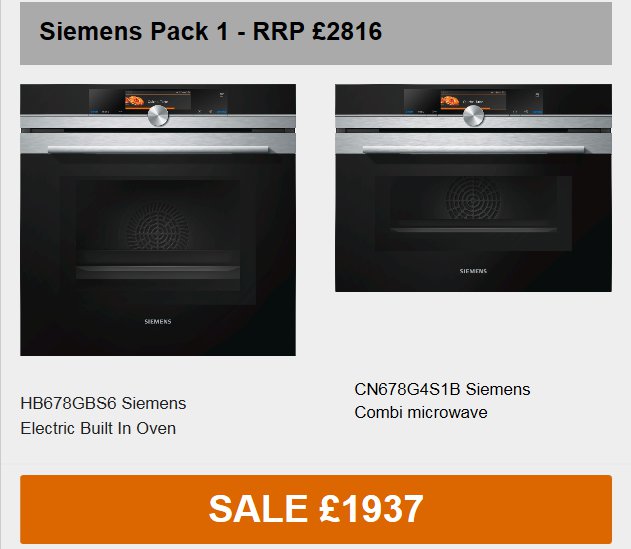 Siemens Pack 1 - RRP £2816
SIEMENS
SIEMENS
HB678GBS6 Siemens
Electric Built In Oven
CN678G4S1B Siemens
Combi microwave
SALE £1937